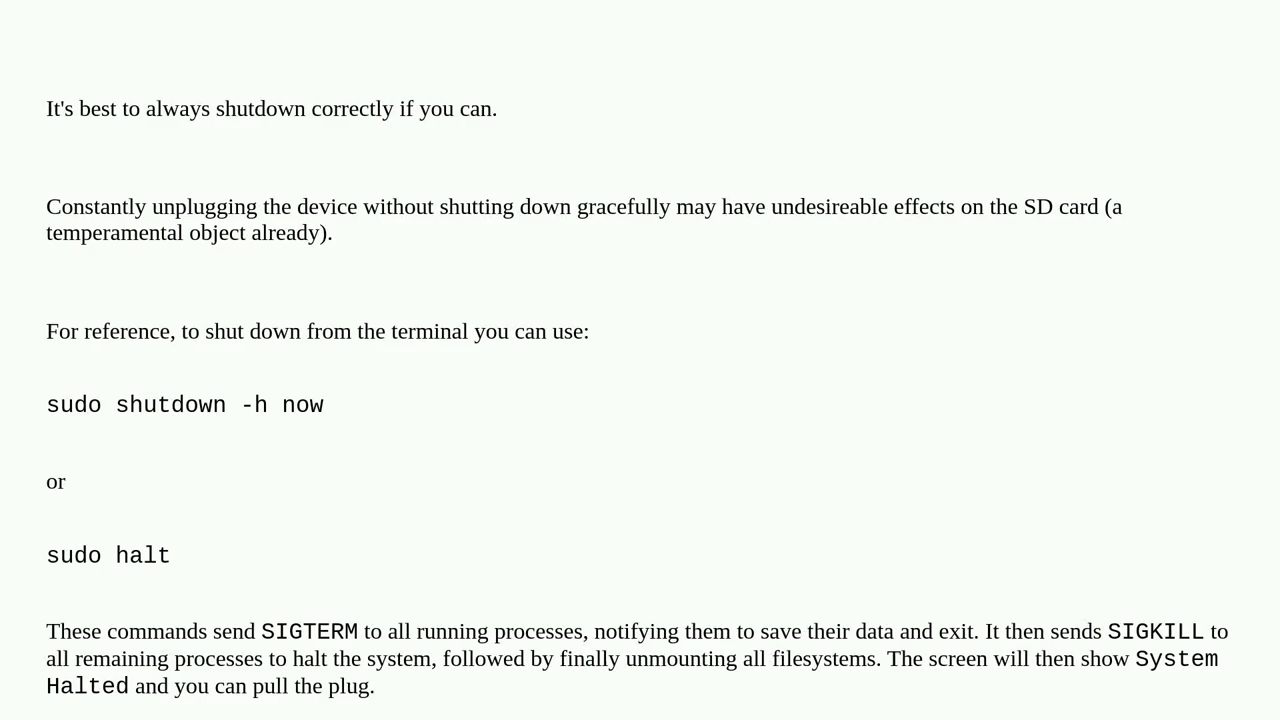 It's best to always shutdown correctly if you can.
Constantly unplugging the device without shutting down gracefully may have undesireable effects on the SD card (a
temperamental object already).
For reference, to shut down from the terminal you can use:
sudo shutdown -h now
or
sudo halt
These commands send SIGTERM to all running processes, notifying them to save their data and exit. It then sends SIGKILL to
all remaining processes to halt the system, followed by finally unmounting all filesystems. The screen will then show System
Halted and you can pull the plug.